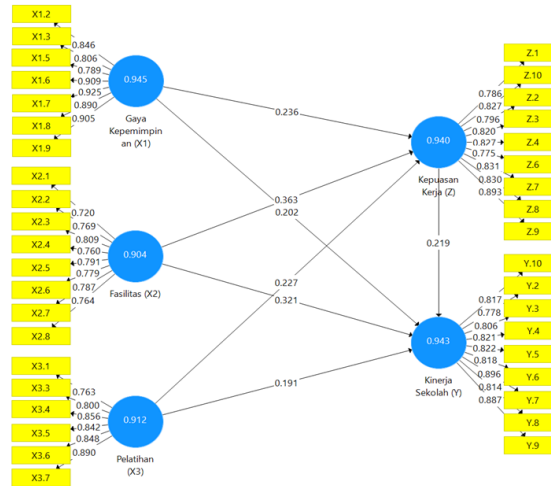 X1.2
X1.3
X1.5
X1.6
X1.7
X1.8
X1.9
0.846
0.806
0.789
0.909
0.925
0.890
0.905
0.945
Gaya
Kepemimpin
an (X1)
X2.1
X2.2
X2.3
X2.4
X2.5
X2.6
X2.7
X2.8
0.720
0.769
0.809
0.760
0.791
0.779
0.787
0.764
0.904
Fasilitas (X2)
X3.1
X3.3
X3.4
X3.5
X3.6
X3.7
0.763
0.800
0.856
0.842
0.848
0.890
0.912
Pelatihan
(X3)
0.236
0.363
0.202
0.227
0.321
0.191
0.219
0.940
Kepuasan
Kerja (Z)
0.786
0.827
0.796
0.820
0.877
0.775
0.831
0.830
0.893
Z.1
Z.10
Z.2
Z.3
Z.4
Z.6
Z.7
Z.8
Z.9
0.943
Kinerja
Sekolah (Y)
0.817
0.778
0.806
0.821
0.822
0.818
0.896
0.814
0.887
Y.10
Y.2
Y.3
Y.4
Y.5
Y.6
Y.7
Y.8
Y.9